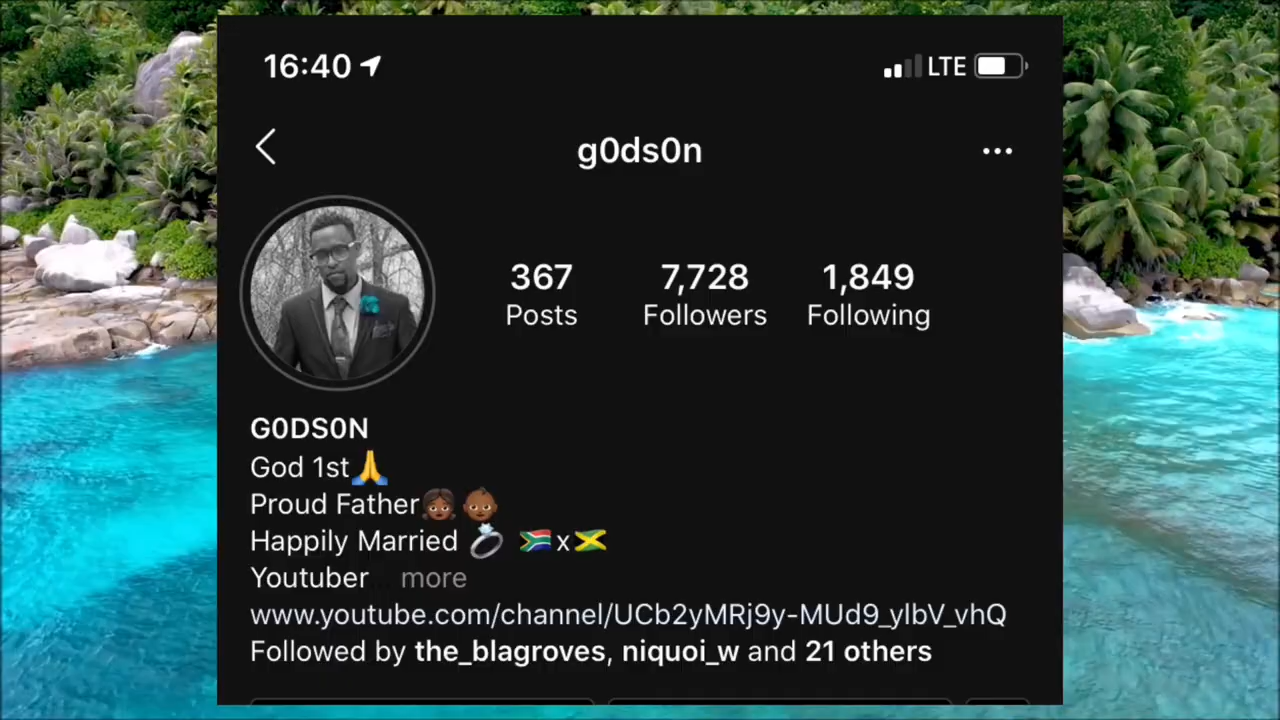 16:40 LTE
g0ds0n
367 7,728 1,849
Posts Followers Following
G0DS0N
God 1st🙏
Proud Father👧🏾👶🏾
Happily Married 💍 🇿🇦x🇯🇲
Youtuber... more
www.youtube.com/channel/UCb2yMRj9y-MUd9_ylbV_vhQ
Followed by the_blagroves, niquoi_w and 21 others